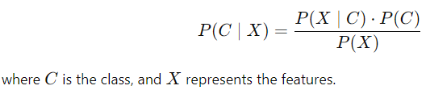 P(C | X) = P(X | C) · P(C) / P(X)
where C is the class, and X represents the features.